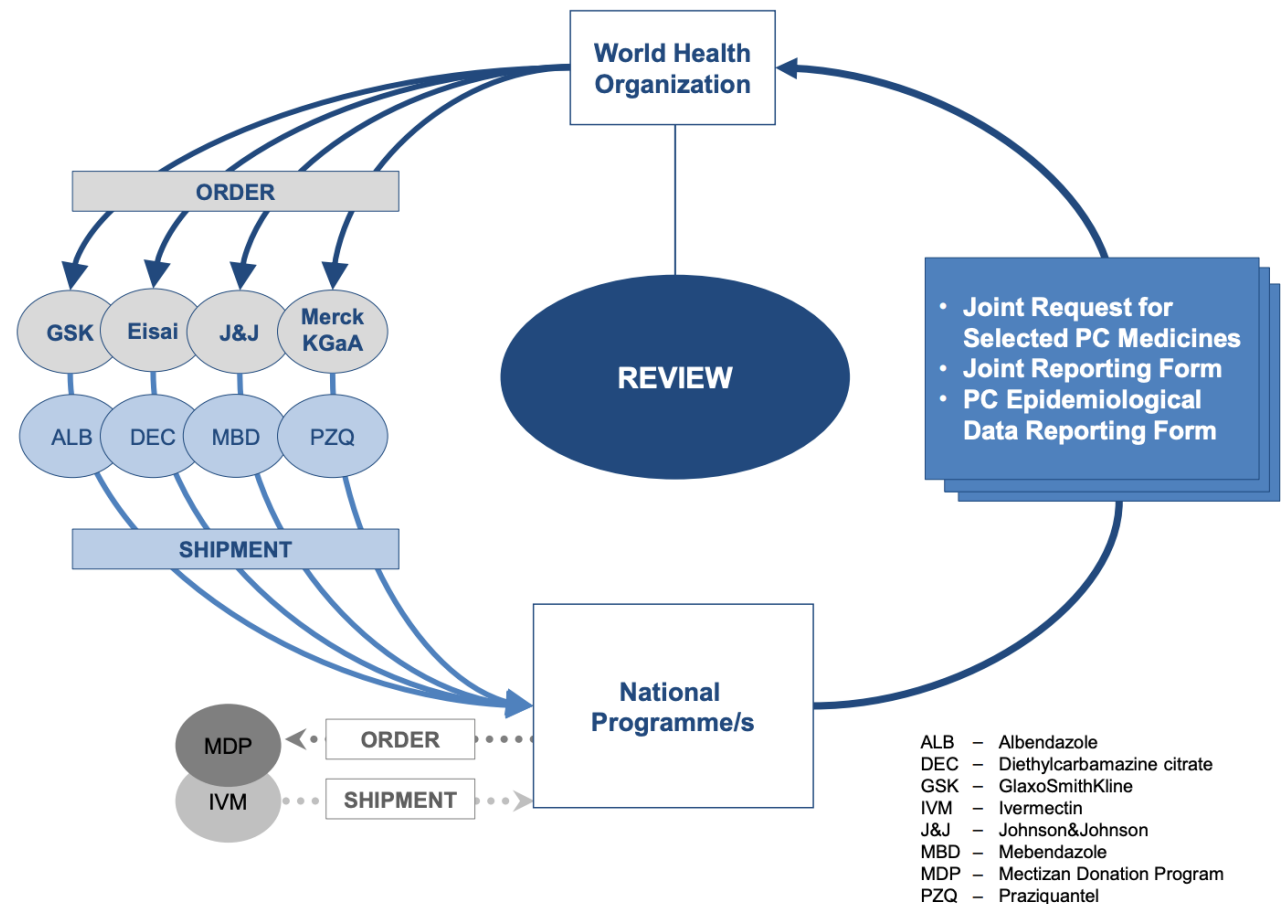 World Health
Organization
ORDER
GSK
Eisai
J&J
Merck
KGaA
ALB
DEC
MBD
PZQ
SHIPMENT
REVIEW
• Joint Request for
Selected PC Medicines
• Joint Reporting Form
• PC Epidemiological
Data Reporting Form
National
Programme/s
MDP
ORDER
IVM
SHIPMENT
ALB – Albendazole
DEC – Diethylcarbamazine citrate
GSK – GlaxoSmithKline
IVM – Ivermectin
J&J – Johnson&Johnson
MBD – Mebendazole
MDP – Mectizan Donation Program
PZQ – Praziquantel